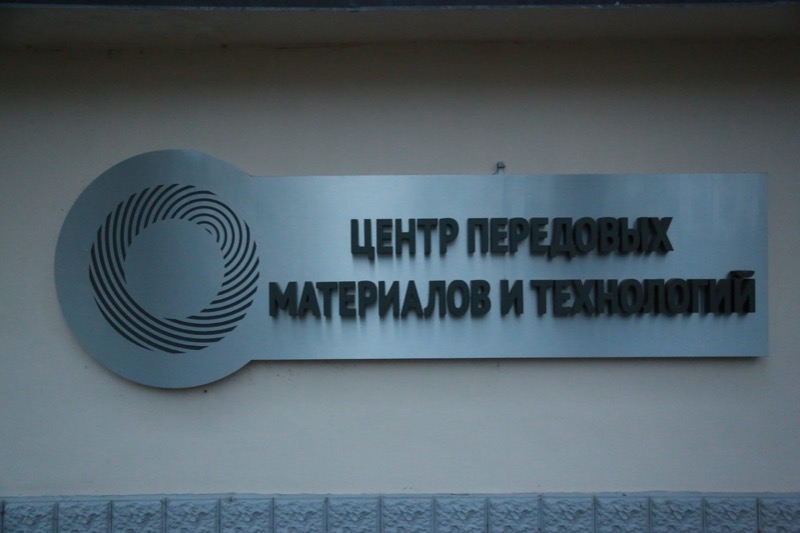 ЦЕНТР ПЕРЕДОВЫХ
МАТЕРИАЛОВ И ТЕХНОЛОГИЙ